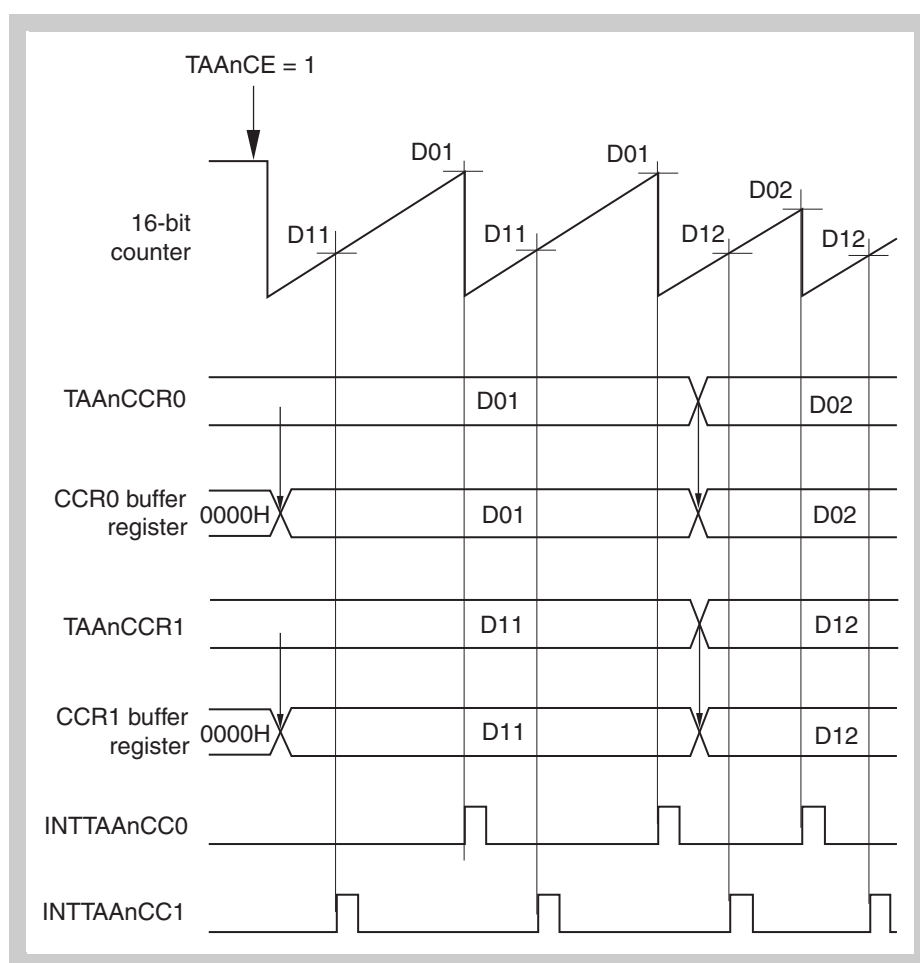 TAAnCE = 1
D01 D01
D02
D11 D11 D12 D12
16-bit
counter
TAAnCCR0 D01 D02
CCR0 buffer
register 0000H D01 D02
TAAnCCR1 D11 D12
CCR1 buffer
register 0000H D11 D12
INTTAAnCC0
INTTAAnCC1